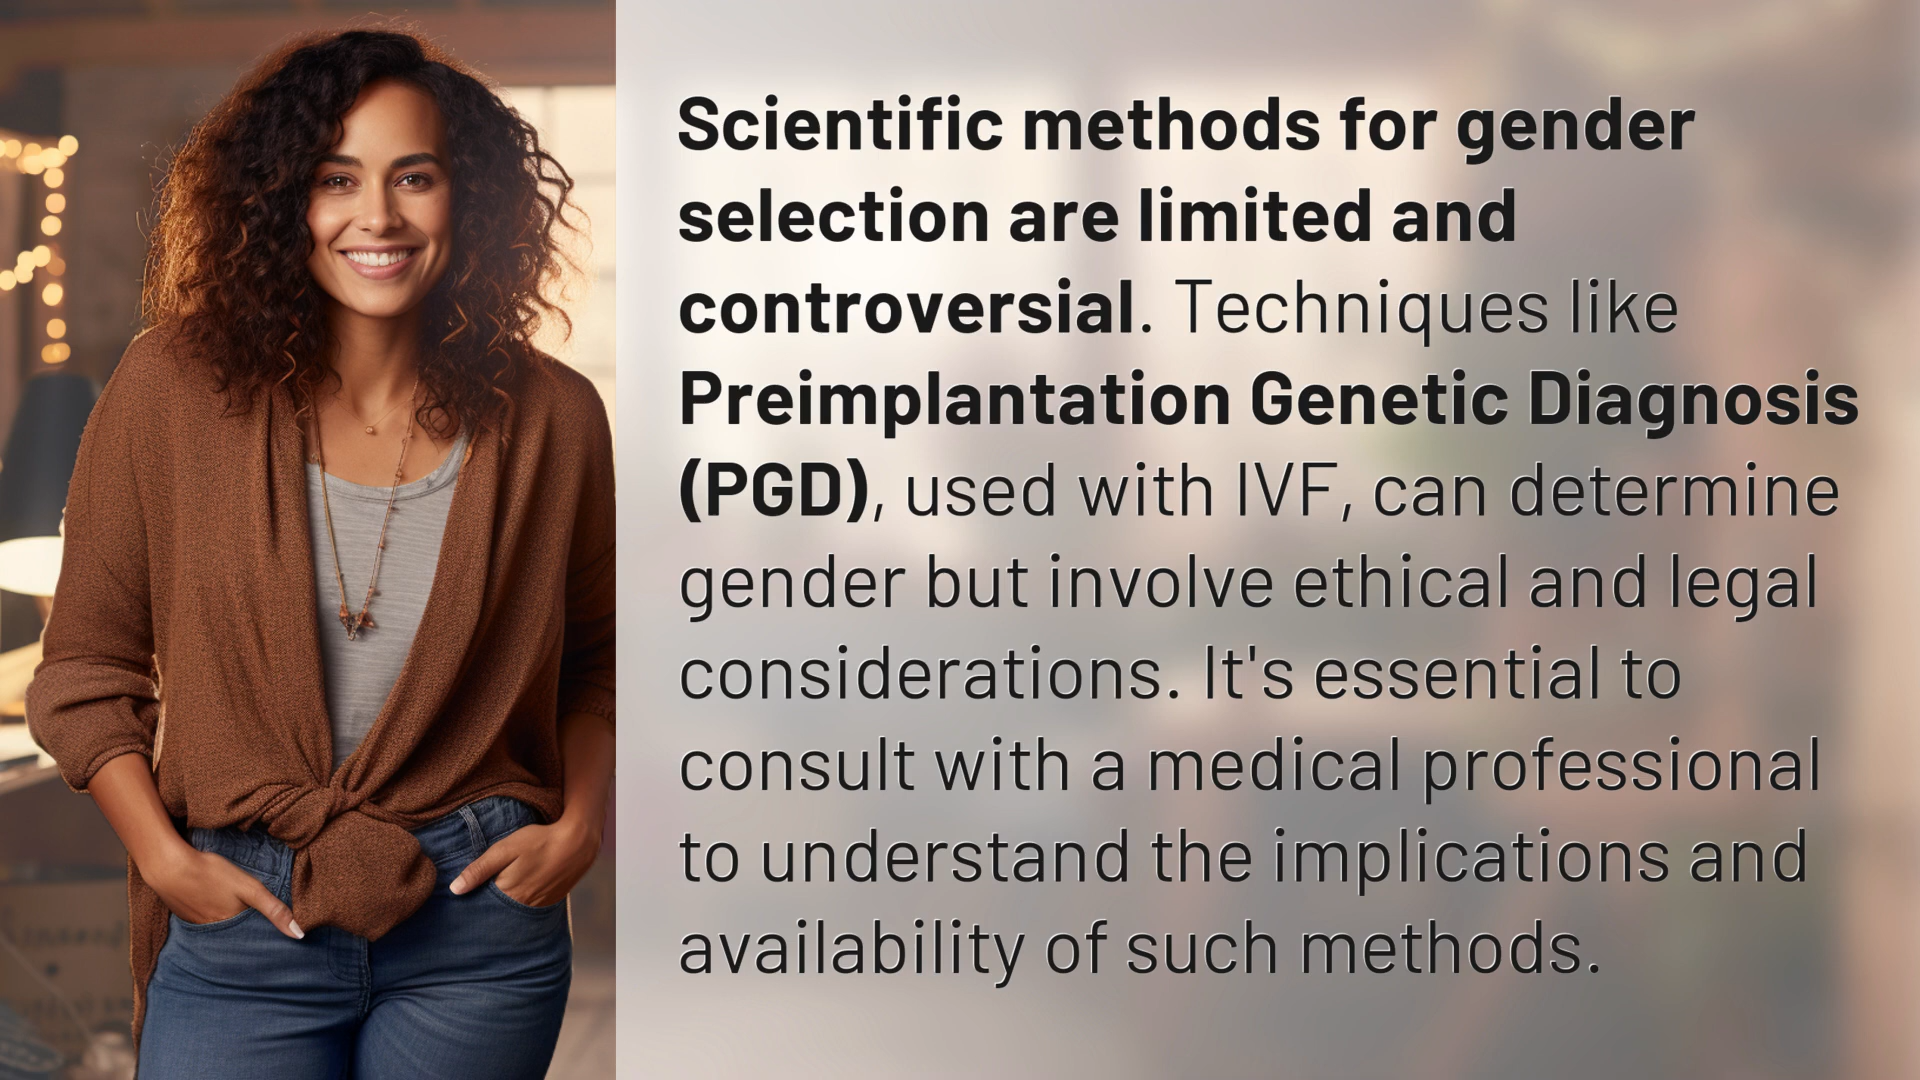 Scientific methods for gender
selection are limited and
controversial. Techniques like
Preimplantation Genetic Diagnosis
(PGD), used with IVF, can determine
gender but involve ethical and legal
considerations. It's essential to
consult with a medical professional
to understand the implications and
availability of such methods.